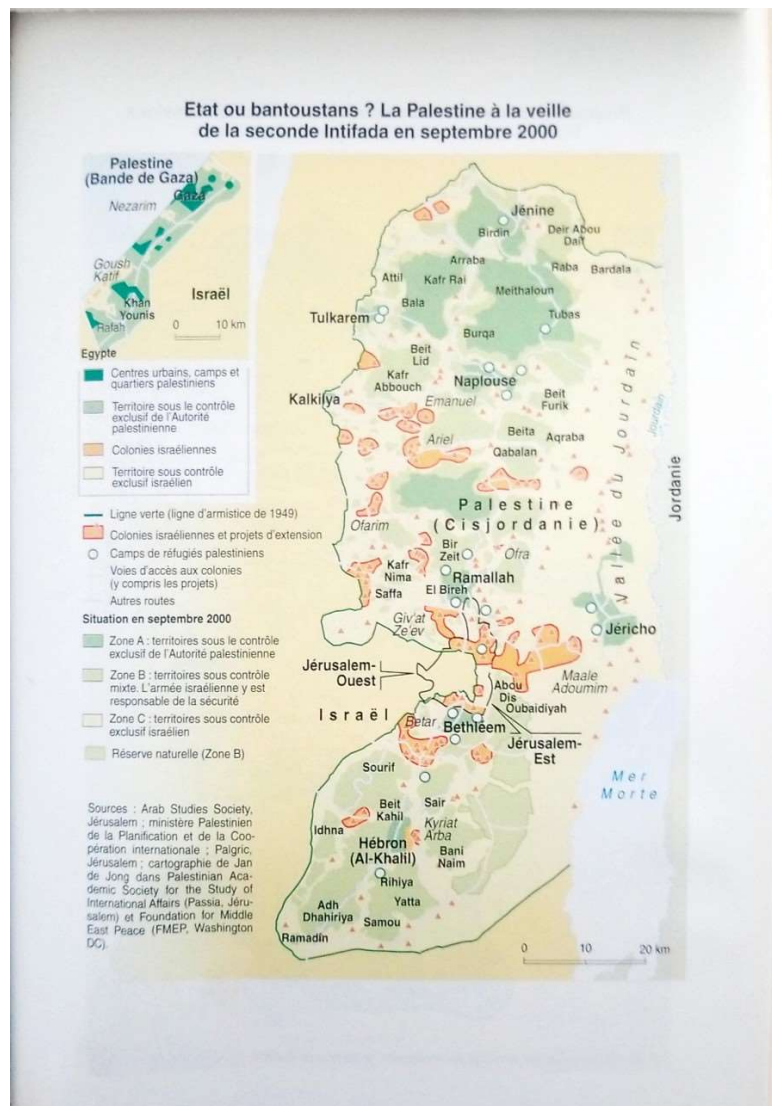 Etat ou bantoustans ? La Palestine à la veille
de la seconde Intifada en septembre 2000
Palestine
(Bande de Gaza)
Gaza
Nezarim
Goush
Katif
Israël
Khan
Younis
Rafah
0 10 km
Egypte
Centres urbains, camps et
quartiers palestiniens
Territoire sous le contrôle
exclusif de l'Autorité
palestinienne
Colonies israéliennes
Territoire sous contrôle
exclusif israélien
Ligne verte (ligne d'armistice de 1949)
Colonies israéliennes et projets d'extension
Camps de réfugiés palestiniens
Voies d'accès aux colonies
(y compris les projets)
Autres routes
Situation en septembre 2000
Zone A : territoires sous le contrôle
exclusif de l'Autorité palestinienne
Zone B : territoires sous contrôle
mixte. L'armée israélienne y est
responsable de la sécurité
Zone C : territoires sous contrôle
exclusif israélien
Réserve naturelle (Zone B)
Sources : Arab Studies Society,
Jérusalem ; ministère Palestinien
de la Planification et de la Coo-
pération internationale ; Palgric,
Jérusalem ; cartographie de Jan
de Jong dans Palestinian Aca-
demic Society for the Study of
International Affairs (Passia, Jéru-
salem) et Foundation for Middle
East Peace (FMEP, Washington
DC).
Jénine
Birdin
Deir Abou
Daif
Arraba
Raba
Bardala
Attil
Kafr Rai
Meithaloun
Bala
Tulkarem
Tubas
Burqa
Beit
Lid
Kafr
Abbouch
Naplouse
Kalkilya
Emanuel
Beit
Furik
Beita
Aqraba
Ariel
Qabalan
Vallée du Jourdain
Jourdain
Jordanie
Palestine
(Cisjordanie)
Ofarim
Bir
Zeit
Ofra
Kafr
Nima
Ramallah
Saffa
El Bireh
Giv'at
Ze'ev
Jéricho
Jérusalem-
Ouest
Maale
Adoumim
Abou
Dis
Oubaidiyah
Israël
Betar
Bethléem
Jérusalem-
Est
Sourif
Mer
Morte
Beit
Kahil
Sair
Idhna
Kyriat
Arba
Hébron
(Al-Khalil)
Bani
Naim
Rihiya
Yatta
Adh
Dhahiriya
Samou
Ramadin
0 10 20 km